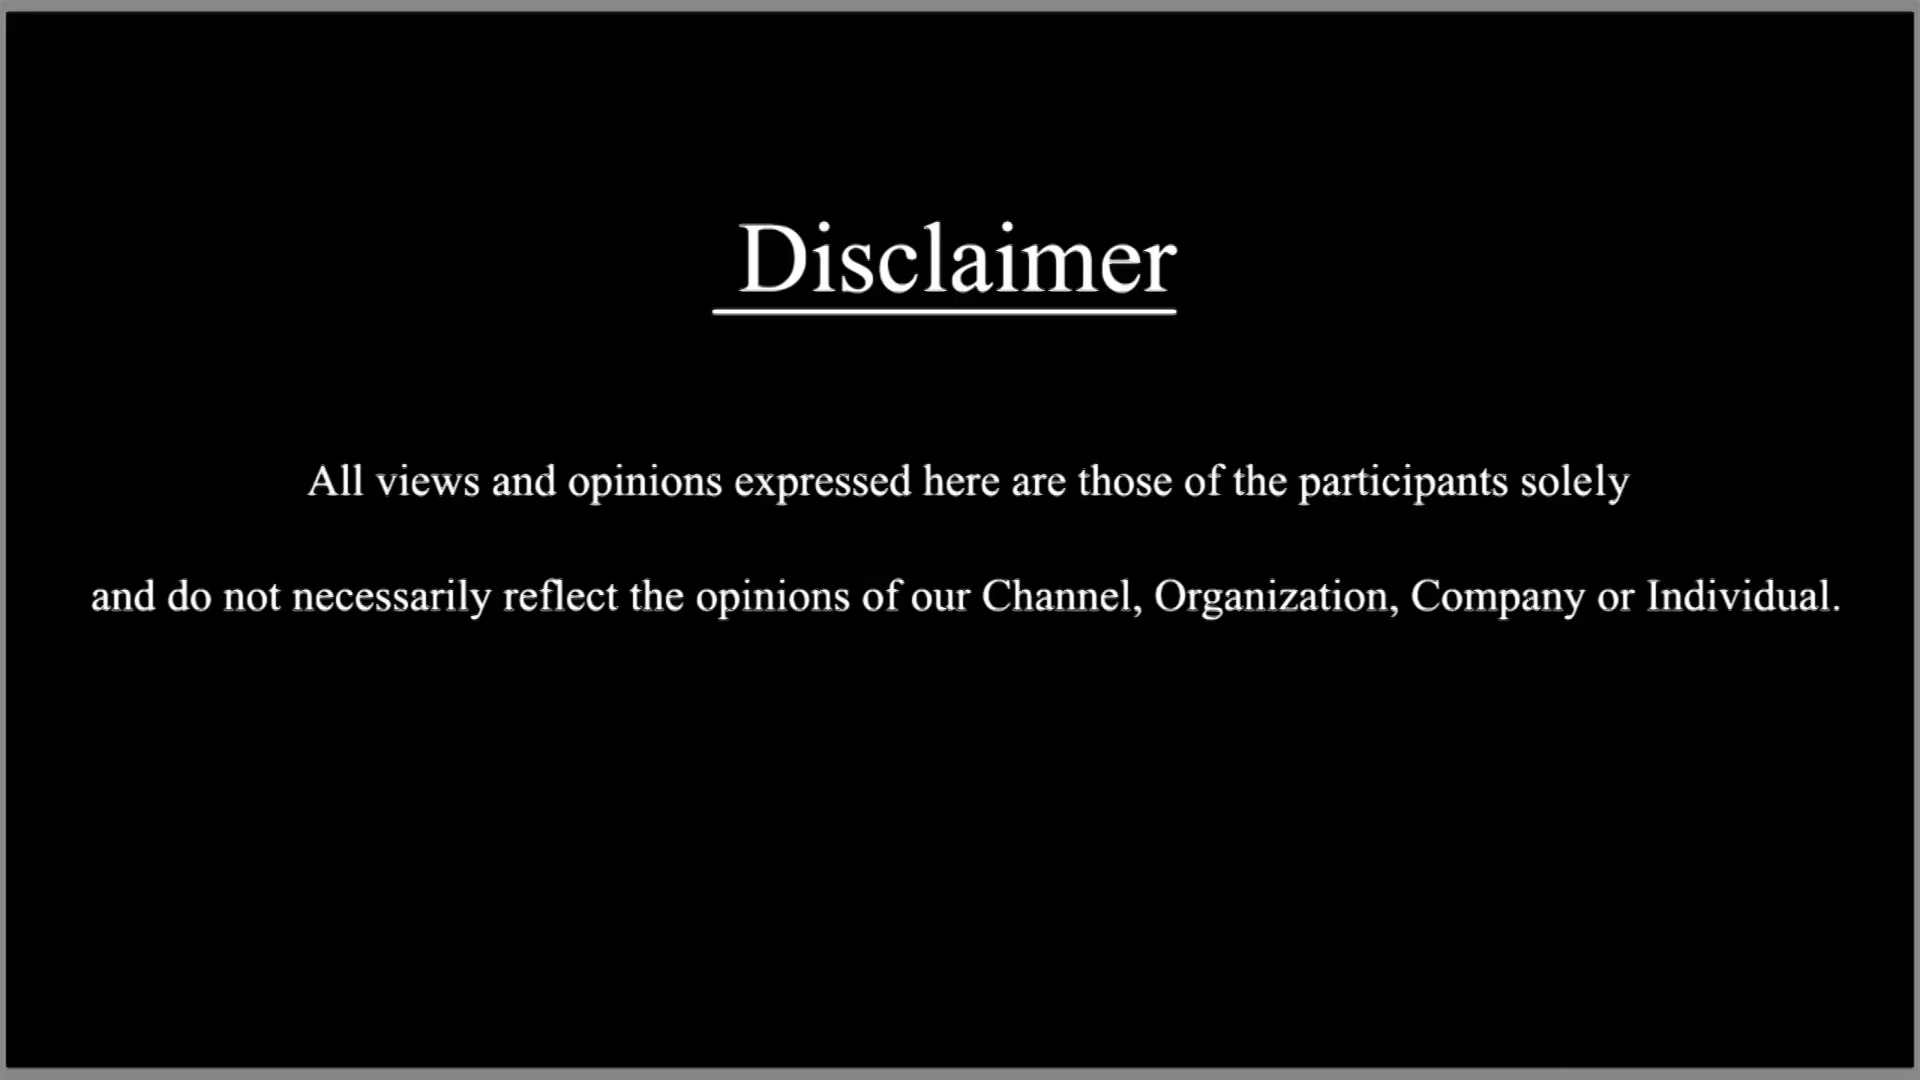 Disclaimer
All views and opinions expressed here are those of the participants solely
and do not necessarily reflect the opinions of our Channel, Organization, Company or Individual.